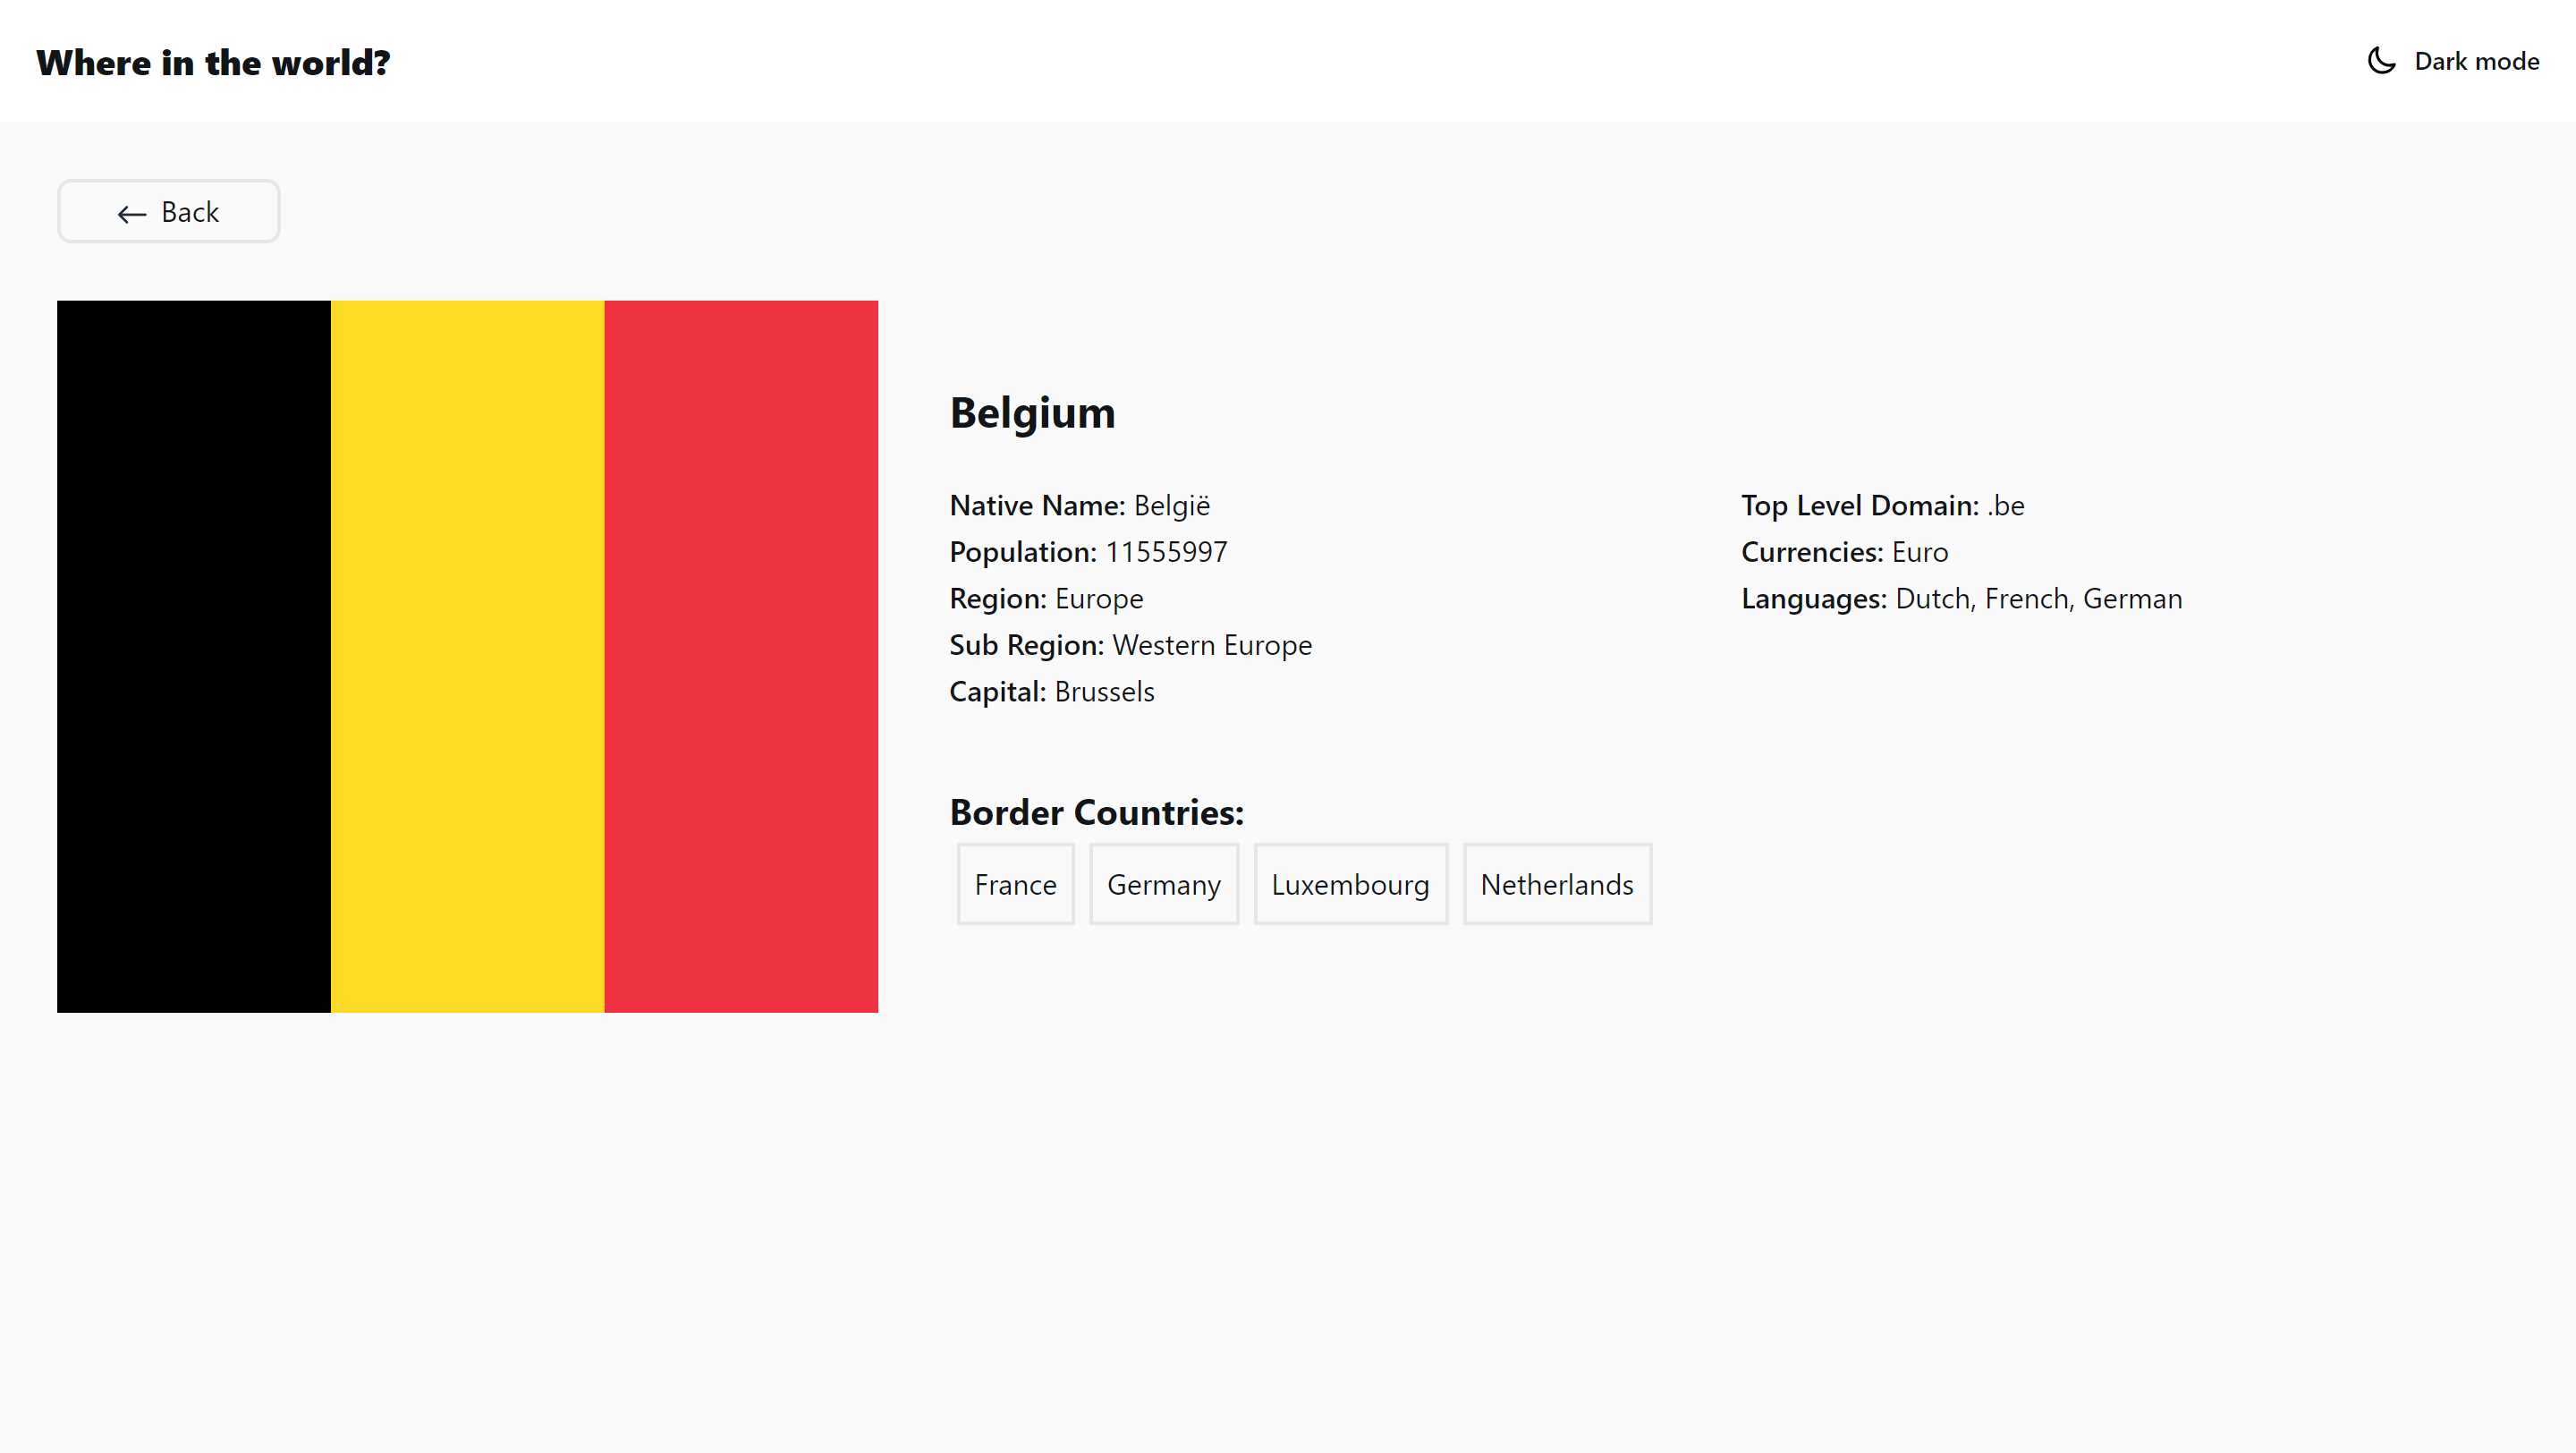 Where in the world?
Dark mode
Back
Belgium
Native Name: België
Population: 11555997
Region: Europe
Sub Region: Western Europe
Capital: Brussels
Top Level Domain: .be
Currencies: Euro
Languages: Dutch, French, German
Border Countries:
France Germany Luxembourg Netherlands